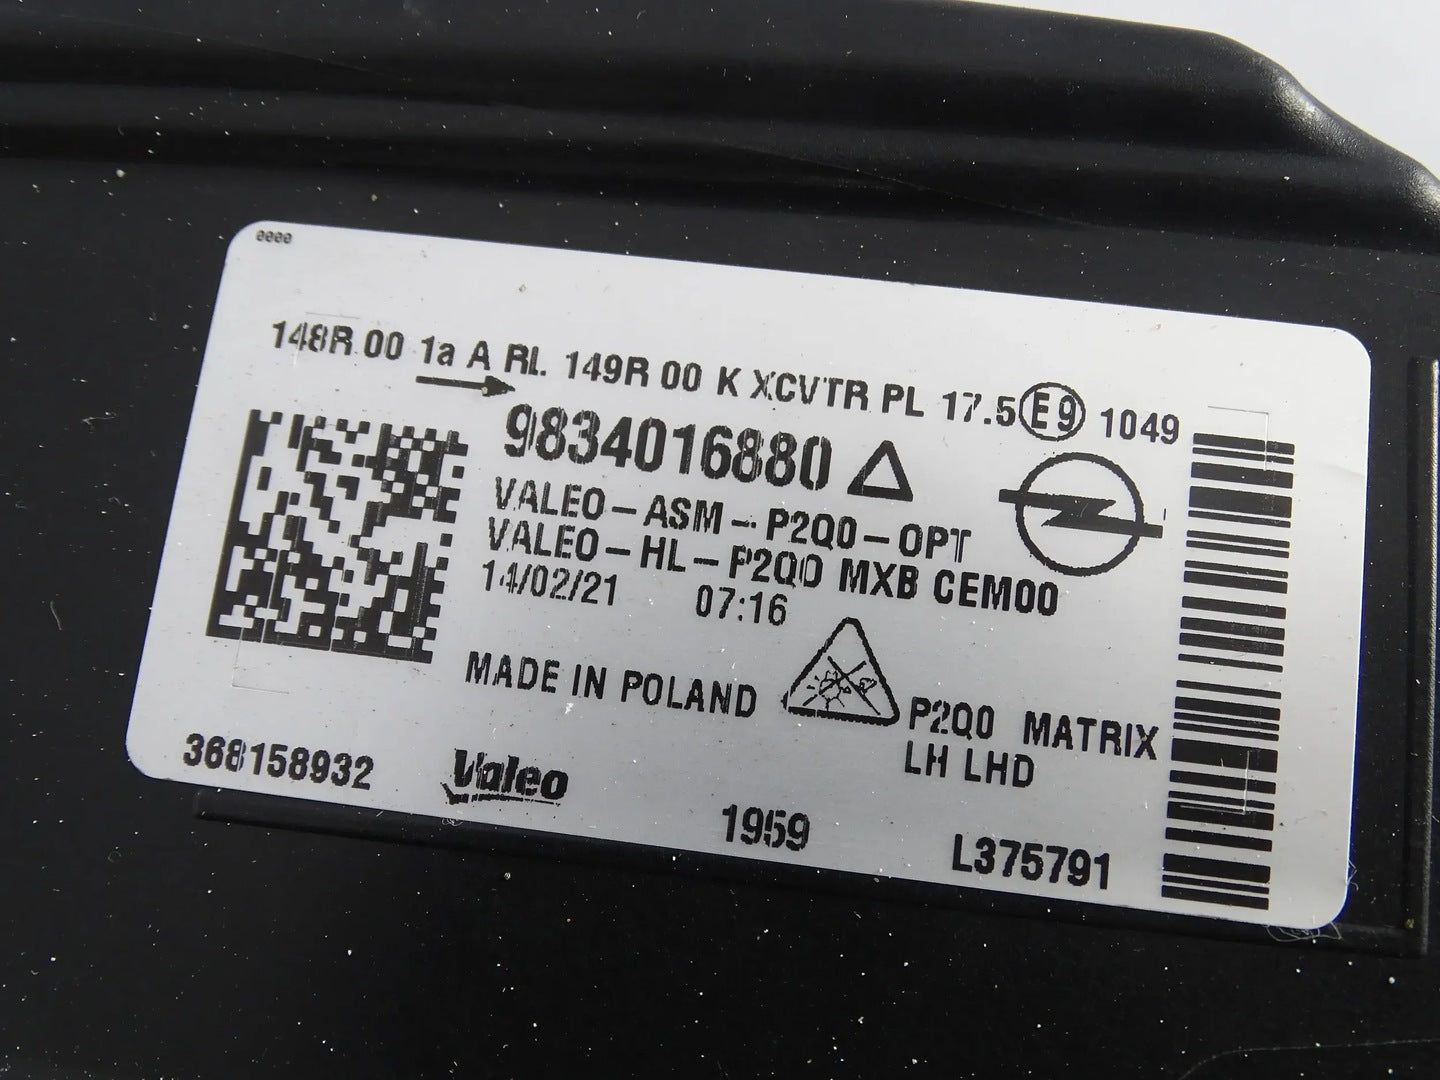 0000
148R 00 1a A RL 149R 00 K XCVTR PL 17.5 E9 1049
9834016880
VALEO-ASM-P2Q0-OPT
VALEO-HL-P2Q0 MXB CEM00
14/02/21 07:16
MADE IN POLAND
P2Q0 MATRIX
LH LHD
368158932
Valeo
1959
L375791